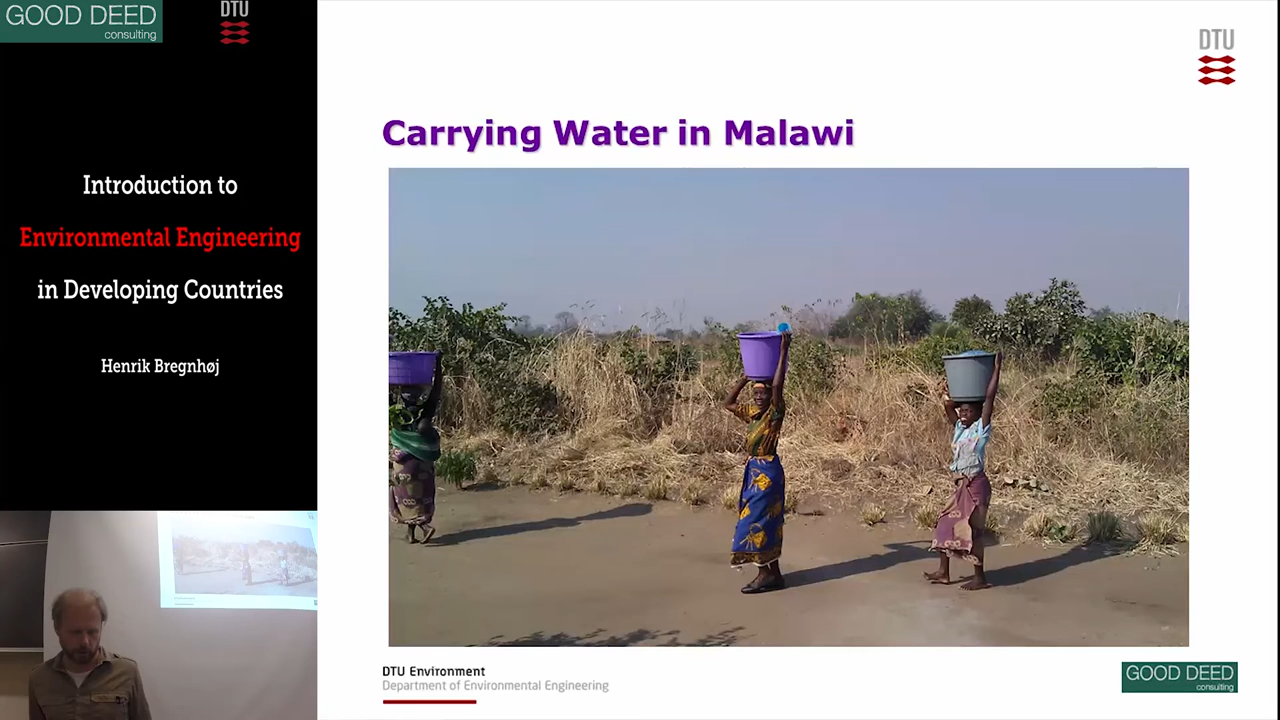 GOOD DEED
consulting
DTU
Introduction to
Environmental Engineering
in Developing Countries
Henrik Bregnhøj
DTU
Carrying Water in Malawi
DTU Environment
Department of Environmental Engineering
GOOD DEED
consulting